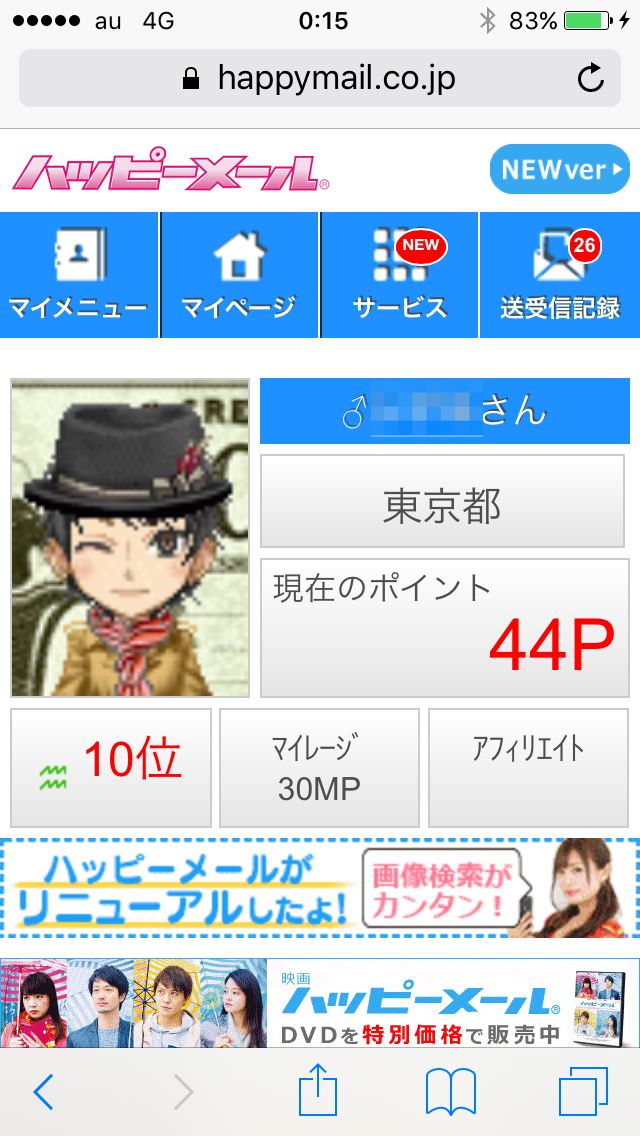 au 4G 0:15 83%
happymail.co.jp
ハッピーメール®
NEWver
NEW
26
マイメニュー
マイページ
サービス
送受信記録
♂
さん
東京都
現在のポイント
44P
10位
ﾏｲﾚｰｼﾞ
30MP
ｱﾌｨﾘｴｲﾄ
ハッピーメールが
リニューアルしたよ!
画像検索が
カンタン!
映画
ハッピーメール®
DVDを特別価格で販売中